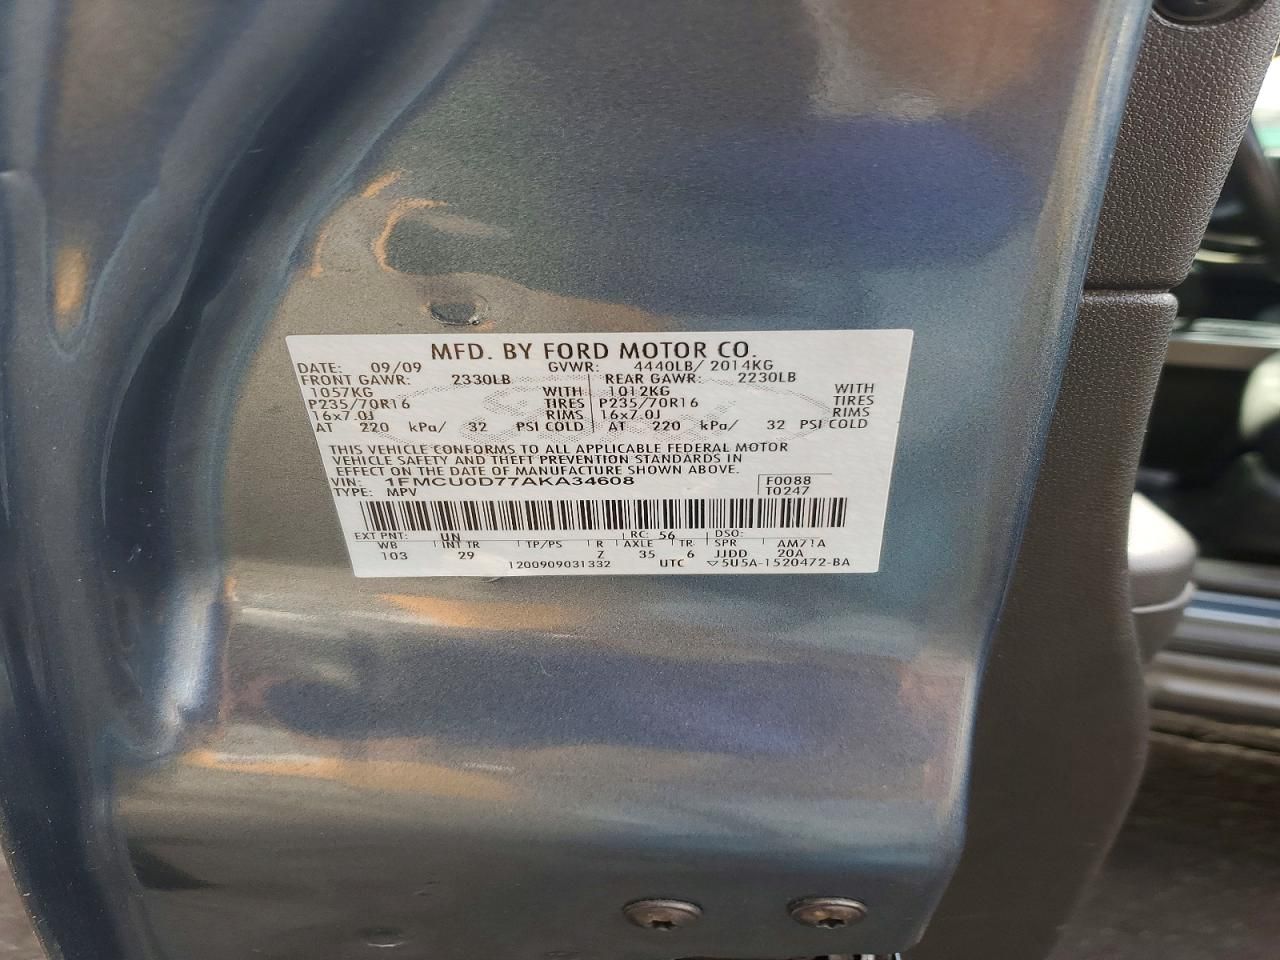 MFD. BY FORD MOTOR CO.
DATE: 09/09 GVWR: 4440LB/ 2014KG
FRONT GAWR: 2330LB REAR GAWR: 2230LB
1057KG WITH 1012KG WITH
P235/70R16 TIRES P235/70R16 TIRES
16x7.0J RIMS 16x7.0J RIMS
AT 220 kPa/ 32 PSI COLD AT 220 kPa/ 32 PSI COLD
THIS VEHICLE CONFORMS TO ALL APPLICABLE FEDERAL MOTOR
VEHICLE SAFETY AND THEFT PREVENTION STANDARDS IN
EFFECT ON THE DATE OF MANUFACTURE SHOWN ABOVE.
VIN: 1FMCU0D77AKA34608 F0088
TYPE: MPV T0247
EXT PNT: UN RC: 56 DSO:
WB INT TR TP/PS R AXLE TR SPR AM71A
103 29 Z 35 6 JJDD 20A
1200909031332 UTC ▽5U5A-1520472-BA